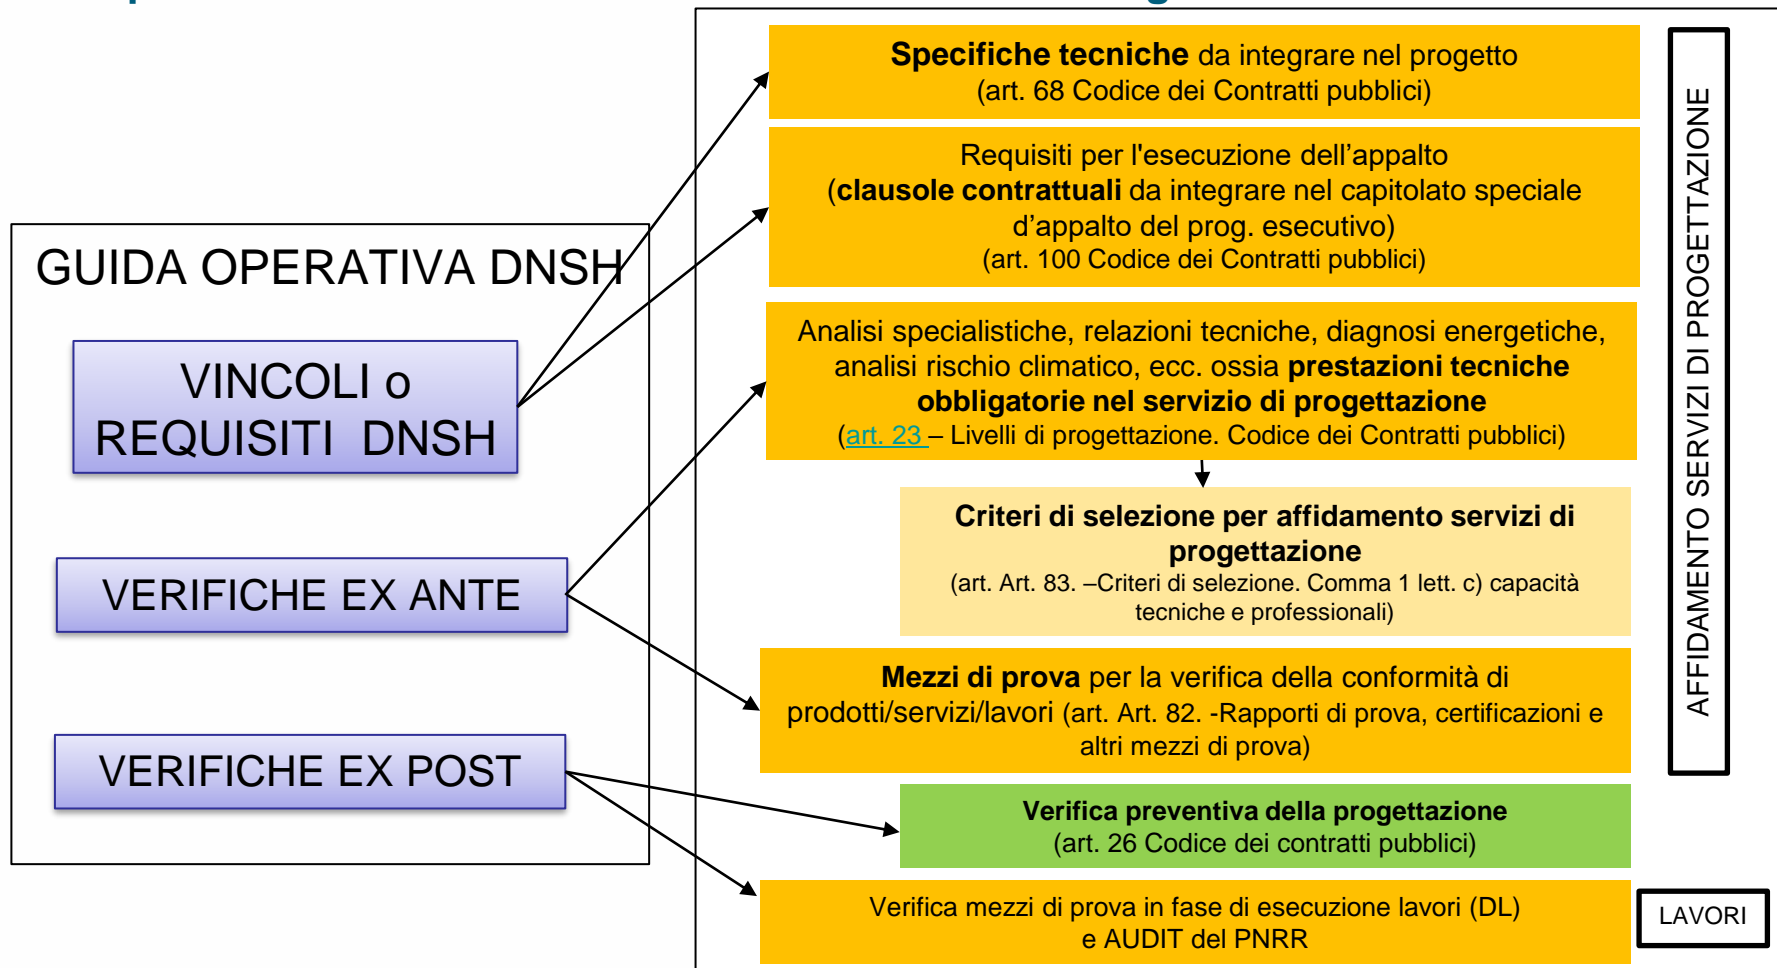 GUIDA OPERATIVA DNSH
VINCOLI o
REQUISITI DNSH
VERIFICHE EX ANTE
VERIFICHE EX POST
Specifiche tecniche da integrare nel progetto
(art. 68 Codice dei Contratti pubblici)
Requisiti per l'esecuzione dell’appalto
(clausole contrattuali da integrare nel capitolato speciale
d’appalto del prog. esecutivo)
(art. 100 Codice dei Contratti pubblici)
Analisi specialistiche, relazioni tecniche, diagnosi energetiche,
analisi rischio climatico, ecc. ossia prestazioni tecniche
obbligatorie nel servizio di progettazione
(art. 23 – Livelli di progettazione. Codice dei Contratti pubblici)
Criteri di selezione per affidamento servizi di
progettazione
(art. Art. 83. –Criteri di selezione. Comma 1 lett. c) capacità
tecniche e professionali)
Mezzi di prova per la verifica della conformità di
prodotti/servizi/lavori (art. Art. 82. -Rapporti di prova, certificazioni e
altri mezzi di prova)
Verifica preventiva della progettazione
(art. 26 Codice dei contratti pubblici)
Verifica mezzi di prova in fase di esecuzione lavori (DL)
e AUDIT del PNRR
AFFIDAMENTO SERVIZI DI PROGETTAZIONE
LAVORI